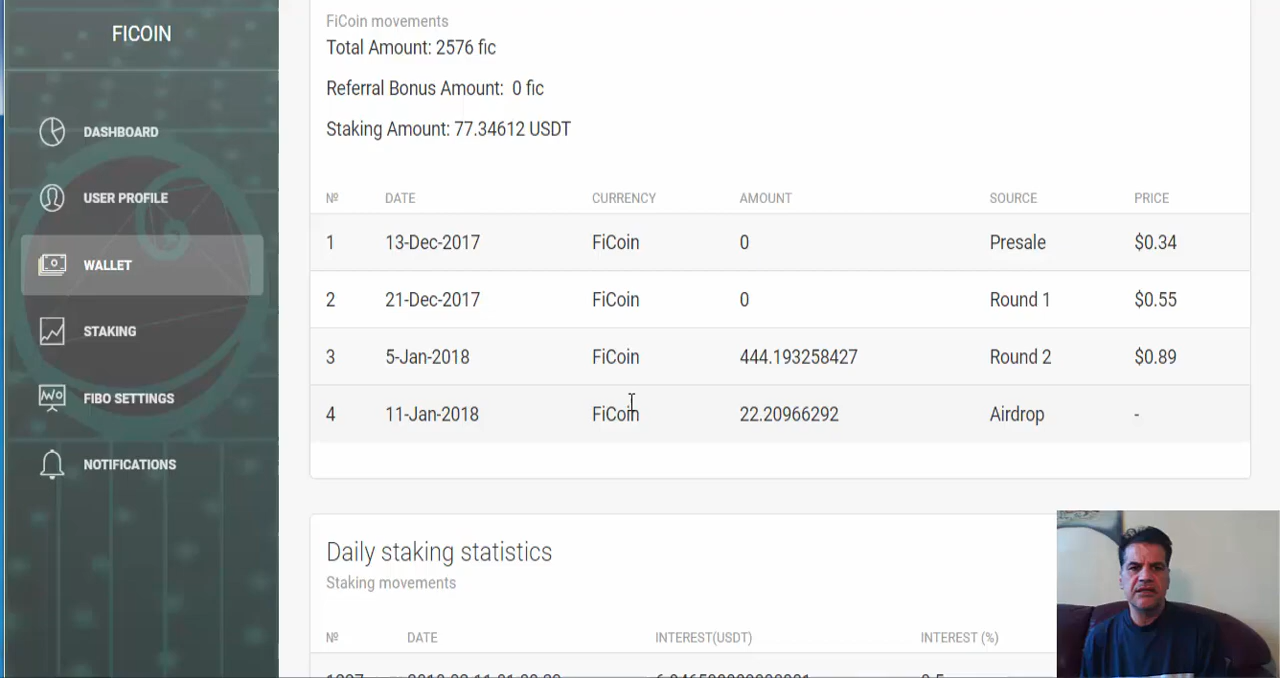 FICOIN
DASHBOARD
USER PROFILE
WALLET
STAKING
FIBO SETTINGS
NOTIFICATIONS
FiCoin movements
Total Amount: 2576 fic
Referral Bonus Amount: 0 fic
Staking Amount: 77.34612 USDT
№ DATE CURRENCY AMOUNT SOURCE PRICE
1 13-Dec-2017 FiCoin 0 Presale $0.34
2 21-Dec-2017 FiCoin 0 Round 1 $0.55
3 5-Jan-2018 FiCoin 444.193258427 Round 2 $0.89
4 11-Jan-2018 FiCoin 22.20966292 Airdrop -
Daily staking statistics
Staking movements
№ DATE INTEREST(USDT) INTEREST (%)